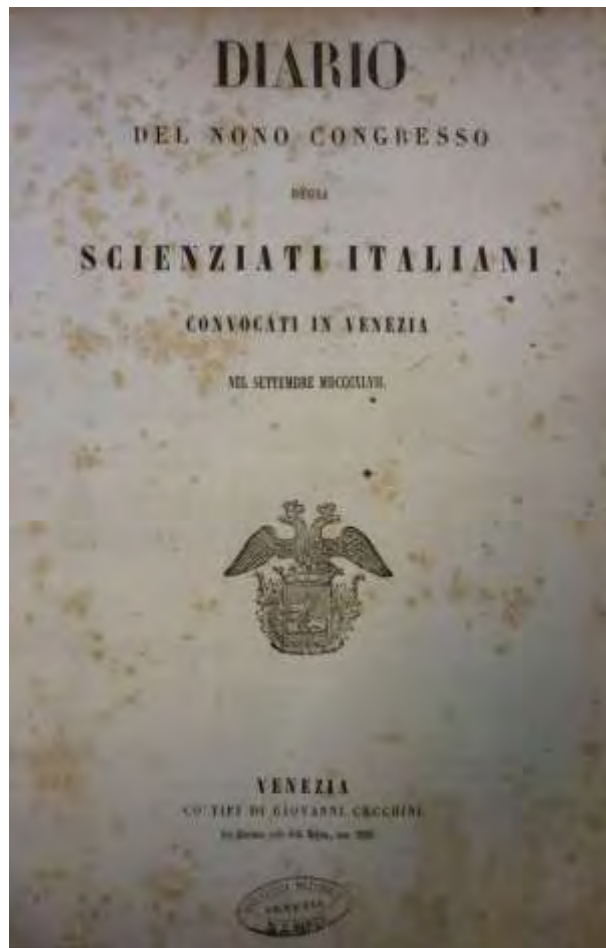 DIARIO
DEL NONO CONGRESSO
DEGLI
SCIENZIATI ITALIANI
CONVOCATI IN VENEZIA
NEL SETTEMBRE MDCCCXLVII.
VENEZIA
CO' TIPI DI GIOVANNI CECCHINI
VENEZIA